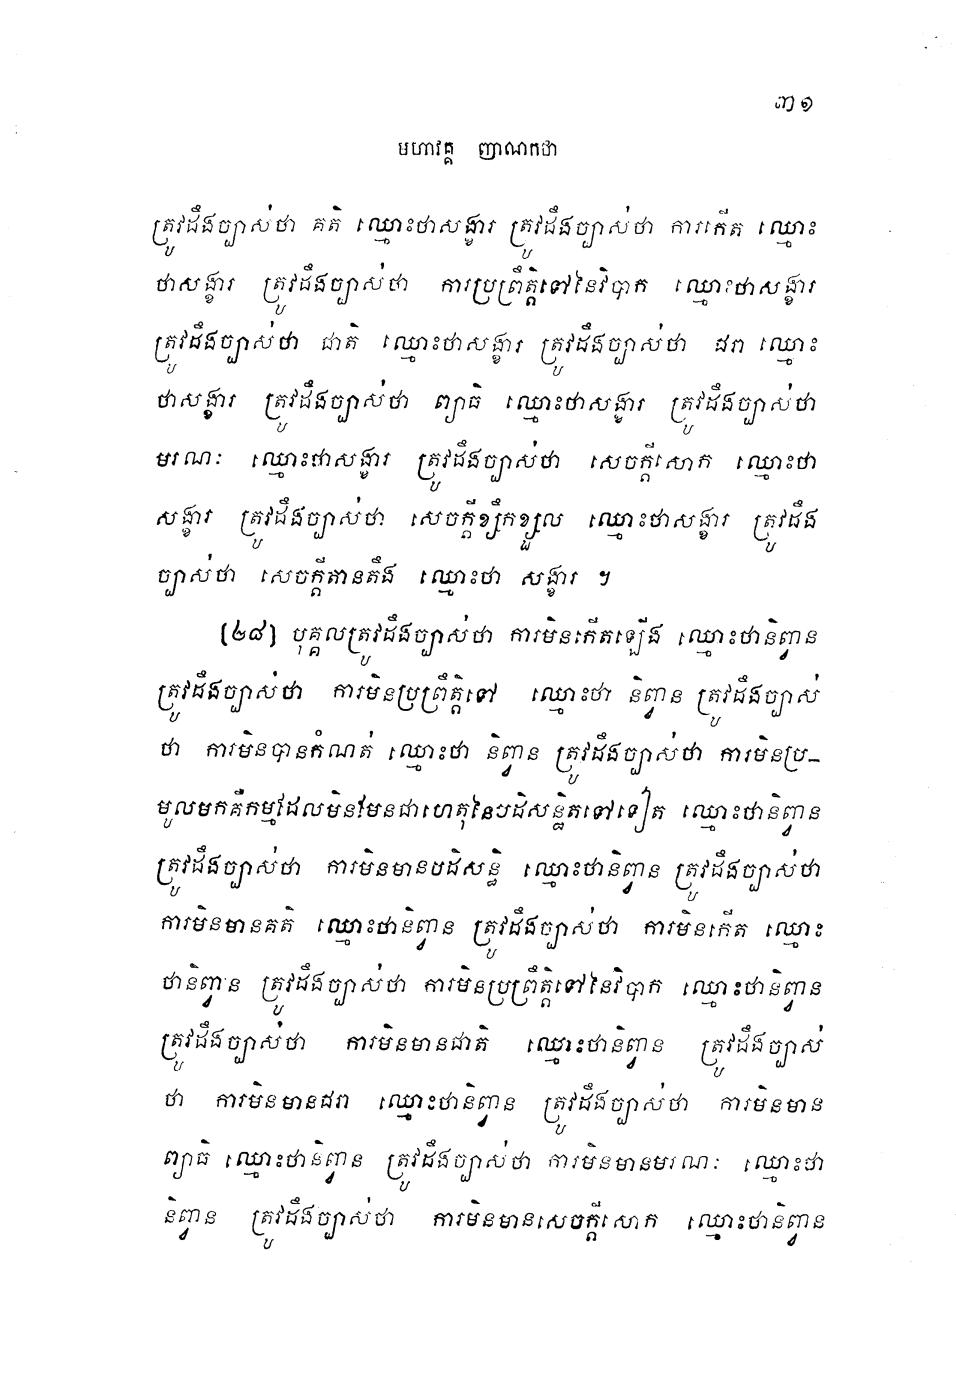 ៣១
មហាវគ្គ ញាណកថា
ត្រូវដឹងច្បាស់ថា គតិ ឈ្មោះថាសង្ខារ ត្រូវដឹងច្បាស់ថា ការកើត ឈ្មោះ
ថាសង្ខារ ត្រូវដឹងច្បាស់ថា ការប្រព្រឹត្តិទៅនៃវិបាក ឈ្មោះថាសង្ខារ
ត្រូវដឹងច្បាស់ថា ជាតិ ឈ្មោះថាសង្ខារ ត្រូវដឹងច្បាស់ថា ជរា ឈ្មោះ
ថាសង្ខារ ត្រូវដឹងច្បាស់ថា ព្យាធិ ឈ្មោះថាសង្ខារ ត្រូវដឹងច្បាស់ថា
មរណៈ ឈ្មោះថាសង្ខារ ត្រូវដឹងច្បាស់ថា សេចក្តីសោក ឈ្មោះថា
សង្ខារ ត្រូវដឹងច្បាស់ថា សេចក្តីខ្សឹកខ្សួល ឈ្មោះថាសង្ខារ ត្រូវដឹង
ច្បាស់ថា សេចក្តីតានតឹង ឈ្មោះថា សង្ខារ ។
(២៨) បុគ្គលត្រូវដឹងច្បាស់ថា ការមិនកើតឡើង ឈ្មោះថានិព្វាន
ត្រូវដឹងច្បាស់ថា ការមិនប្រព្រឹត្តិទៅ ឈ្មោះថា និព្វាន ត្រូវដឹងច្បាស់
ថា ការមិនបានកំណត់ ឈ្មោះថា និព្វាន ត្រូវដឹងច្បាស់ថា ការមិនប្រ-
មូលមកគឺកម្មដែលមិនមែនជាហេតុនៃបដិសន្ធិតទៅទៀត ឈ្មោះថានិព្វាន
ត្រូវដឹងច្បាស់ថា ការមិនមានបដិសន្ធិ ឈ្មោះថានិព្វាន ត្រូវដឹងច្បាស់ថា
ការមិនមានគតិ ឈ្មោះថានិព្វាន ត្រូវដឹងច្បាស់ថា ការមិនកើត ឈ្មោះ
ថានិព្វាន ត្រូវដឹងច្បាស់ថា ការមិនប្រព្រឹត្តិទៅនៃវិបាក ឈ្មោះថានិព្វាន
ត្រូវដឹងច្បាស់ថា ការមិនមានជាតិ ឈ្មោះថានិព្វាន ត្រូវដឹងច្បាស់
ថា ការមិនមានជរា ឈ្មោះថានិព្វាន ត្រូវដឹងច្បាស់ថា ការមិនមាន
ព្យាធិ ឈ្មោះថានិព្វាន ត្រូវដឹងច្បាស់ថា ការមិនមានមរណៈ ឈ្មោះថា
និព្វាន ត្រូវដឹងច្បាស់ថា ការមិនមានសេចក្តីសោក ឈ្មោះថានិព្វាន